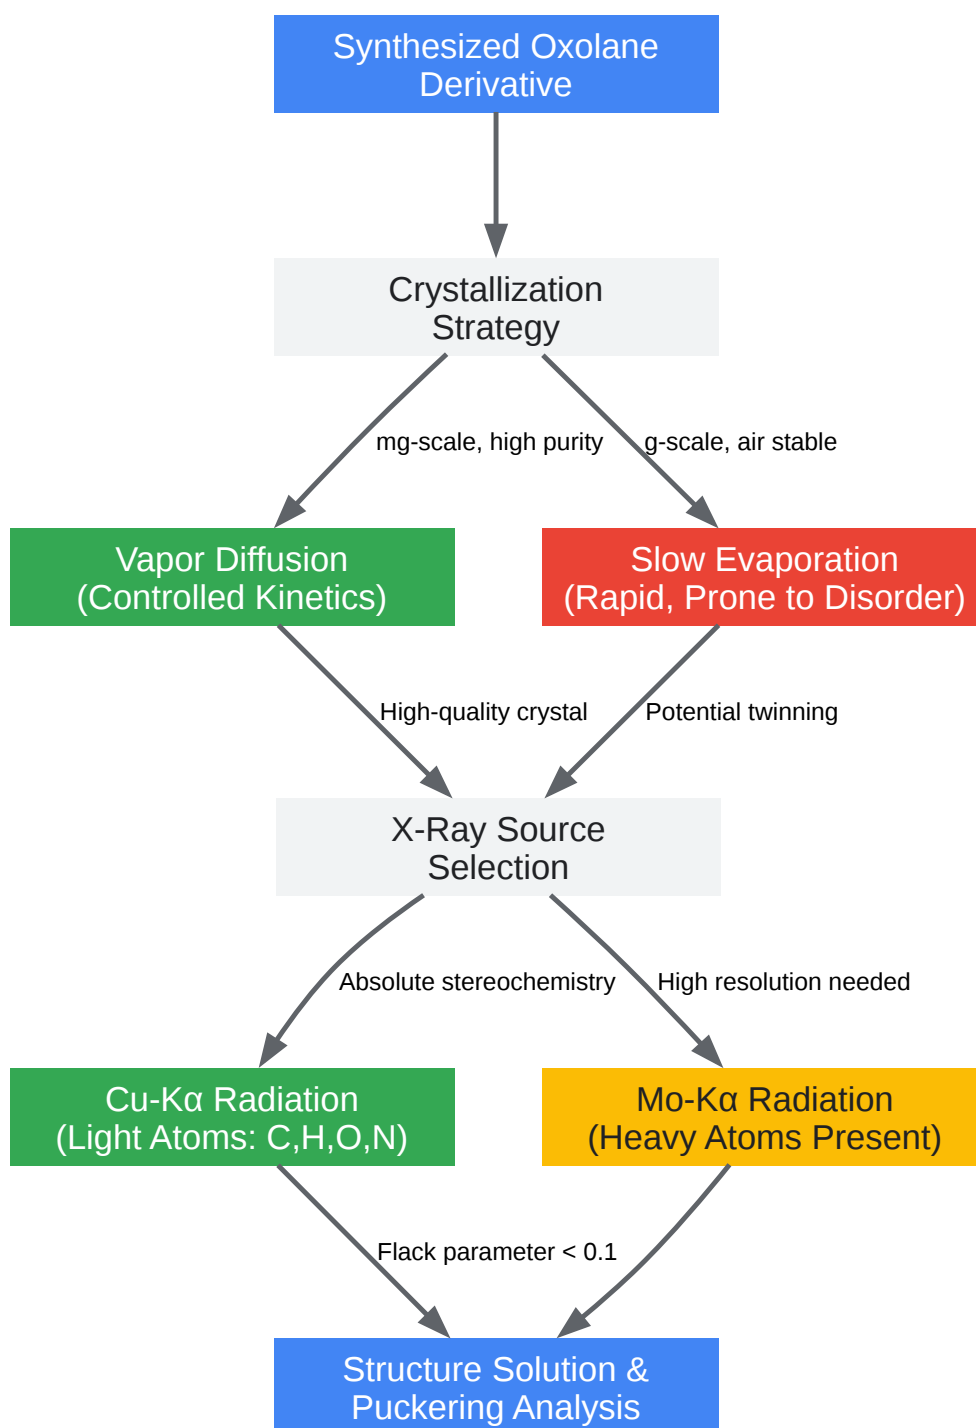 Synthesized Oxolane
Derivative
Crystallization
Strategy
mg-scale, high purity
g-scale, air stable
Vapor Diffusion
(Controlled Kinetics)
Slow Evaporation
(Rapid, Prone to Disorder)
High-quality crystal
Potential twinning
X-Ray Source
Selection
Absolute stereochemistry
High resolution needed
Cu-Kα Radiation
(Light Atoms: C,H,O,N)
Mo-Kα Radiation
(Heavy Atoms Present)
Flack parameter < 0.1
Structure Solution &
Puckering Analysis